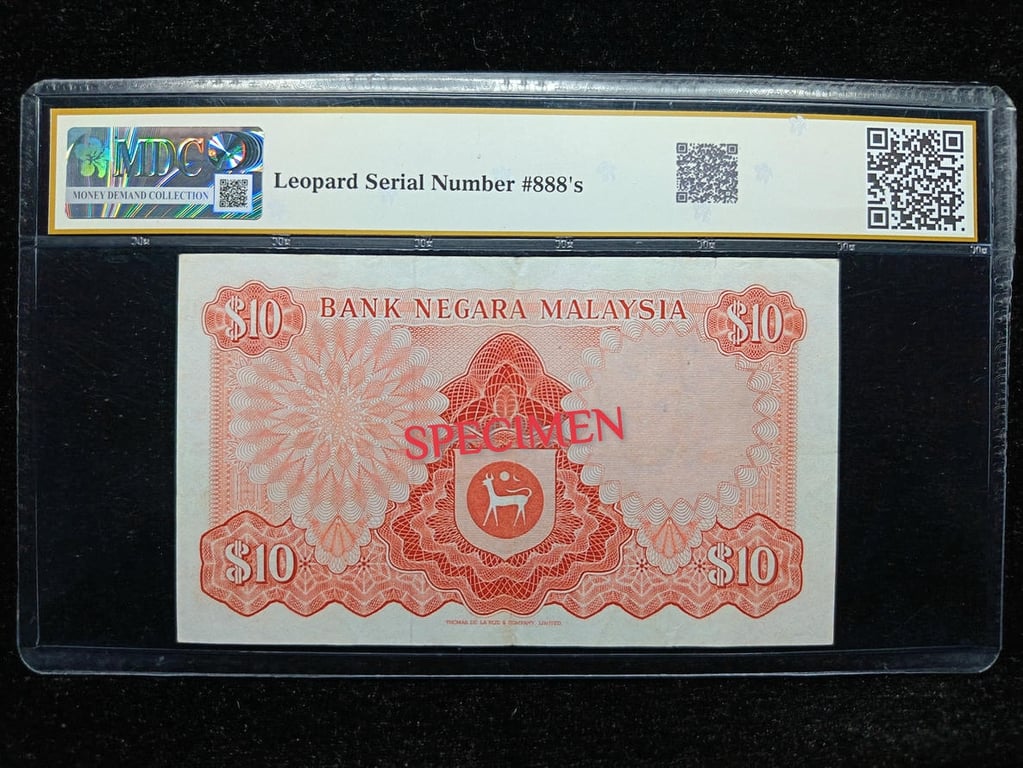 MDC
MONEY DEMAND COLLECTION
Leopard Serial Number #888's
$10
BANK NEGARA MALAYSIA
$10
SPECIMEN
$10
$10
THOMAS DE LA RUE & COMPANY, LIMITED.